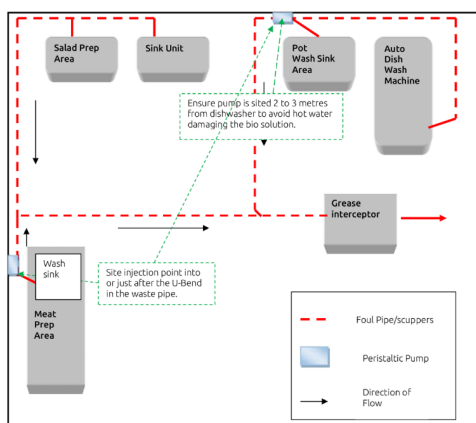 Salad Prep
Area
Sink Unit
Pot
Wash Sink
Area
Auto
Dish
Wash
Machine
Ensure pump is sited 2 to 3 metres
from dishwasher to avoid hot water
damaging the bio solution.
Grease
interceptor
Wash
sink
Site injection point into
or just after the U-Bend
in the waste pipe.
Meat
Prep
Area
Foul Pipe/scuppers
Peristaltic Pump
Direction of
Flow